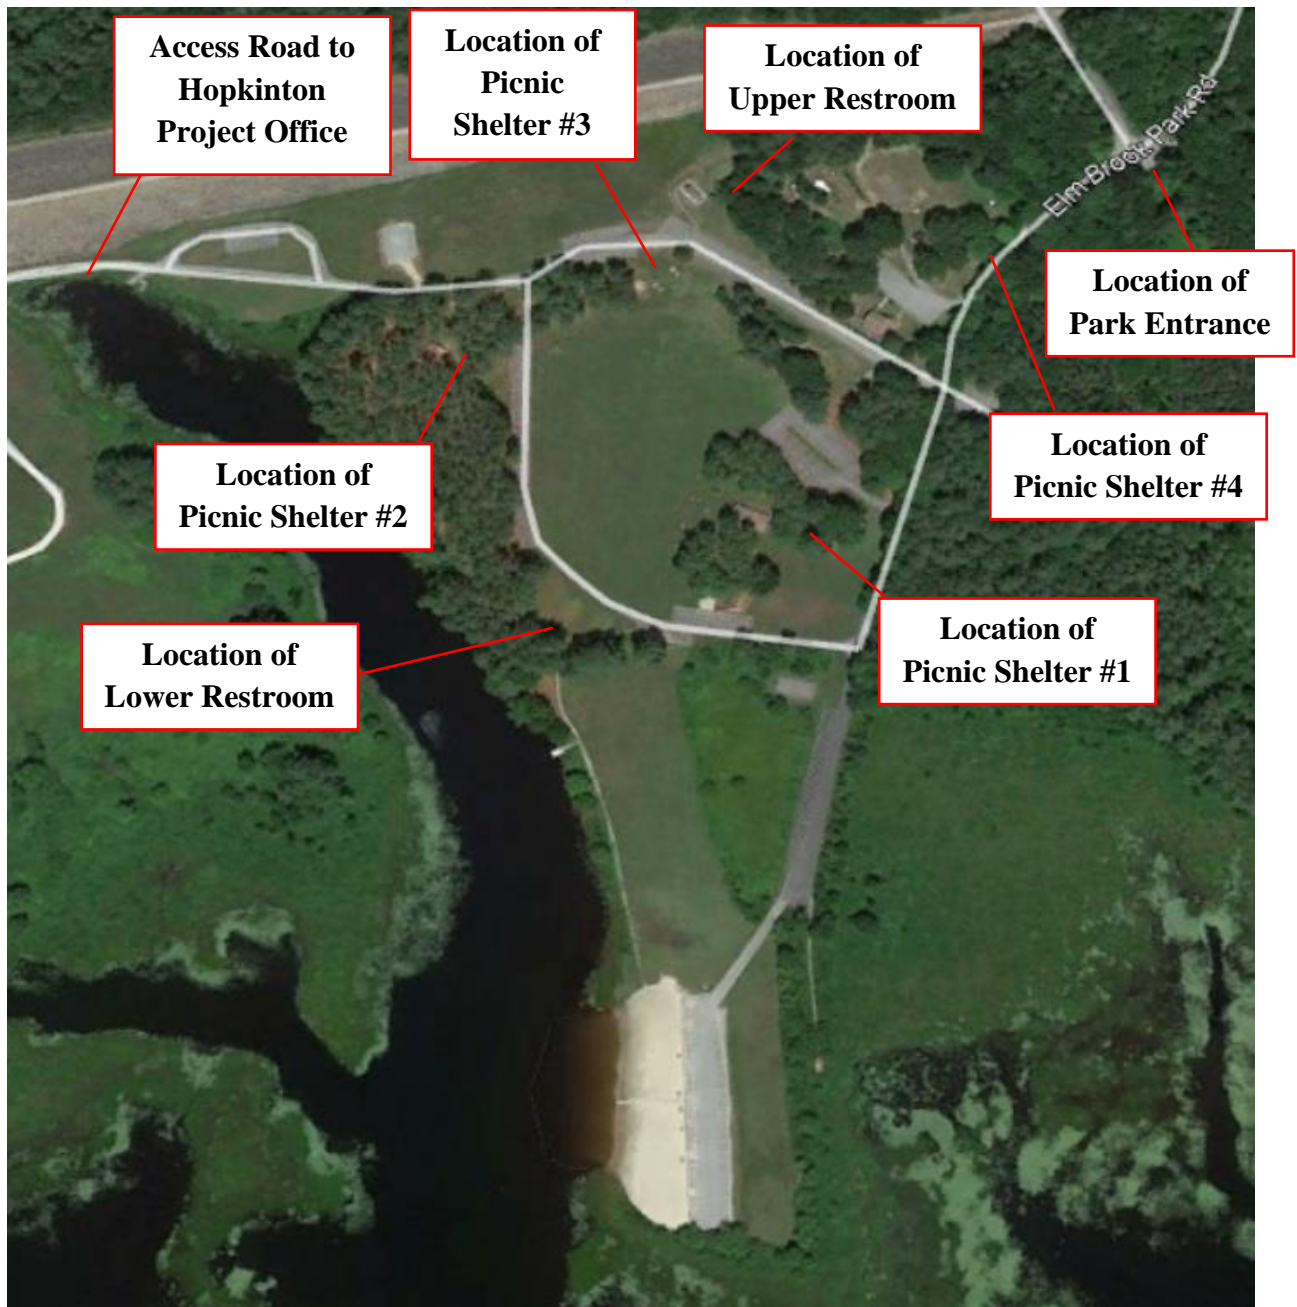 Access Road to
Hopkinton
Project Office
Location of
Picnic
Shelter #3
Location of
Upper Restroom
Elm Brook Park Rd
Location of
Park Entrance
Location of
Picnic Shelter #4
Location of
Picnic Shelter #2
Location of
Picnic Shelter #1
Location of
Lower Restroom